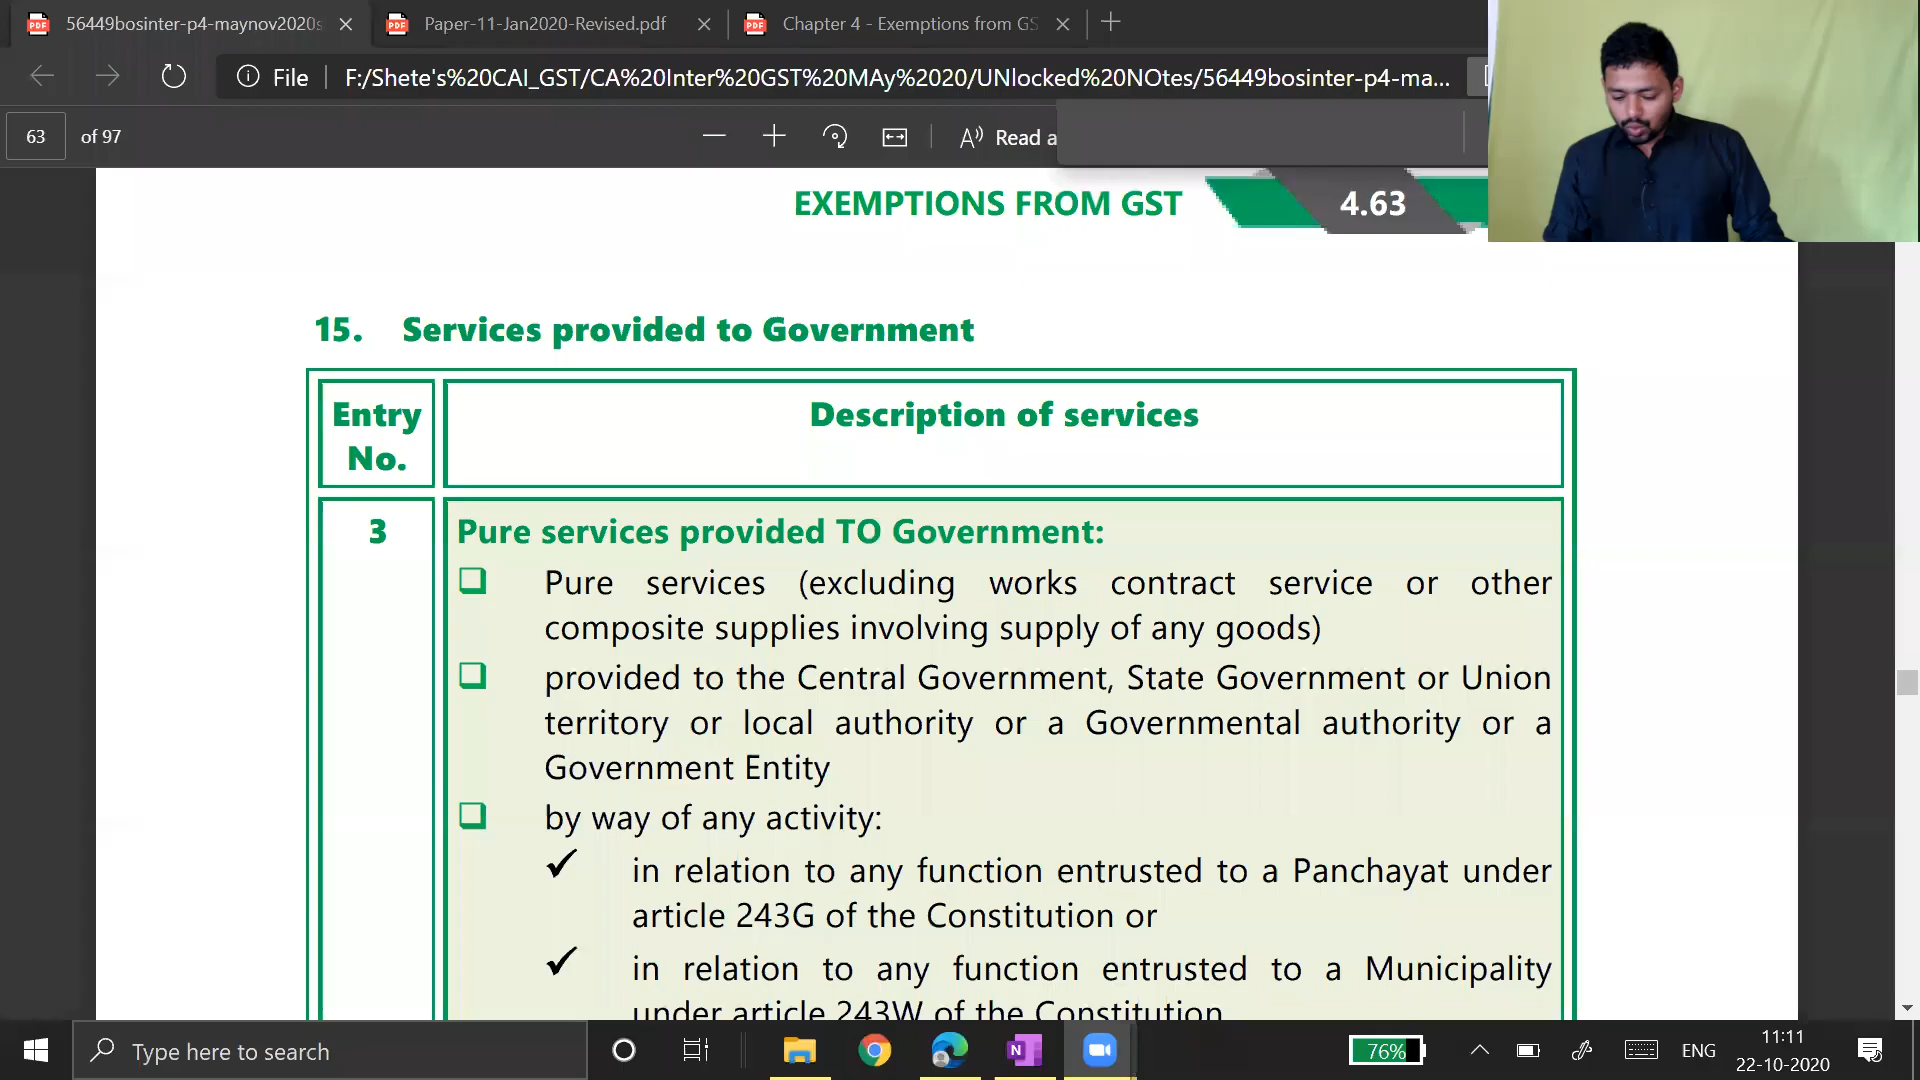 56449bosinter-p4-maynov2020s
Paper-11-Jan2020-Revised.pdf
Chapter 4 - Exemptions from GS
File
F:/Shete's%20CAI_GST/CA%20Inter%20GST%20MAy%2020/UNlocked%20NOtes/56449bosinter-p4-ma...
63
of 97
Read a
EXEMPTIONS FROM GST
4.63
15. Services provided to Government
Entry
No.
Description of services
3
Pure services provided TO Government:
Pure services (excluding works contract service or other
composite supplies involving supply of any goods)
provided to the Central Government, State Government or Union
territory or local authority or a Governmental authority or a
Government Entity
by way of any activity:
in relation to any function entrusted to a Panchayat under
article 243G of the Constitution or
in relation to any function entrusted to a Municipality
under article 243W of the Constitution
Type here to search
76%
ENG
11:11
22-10-2020